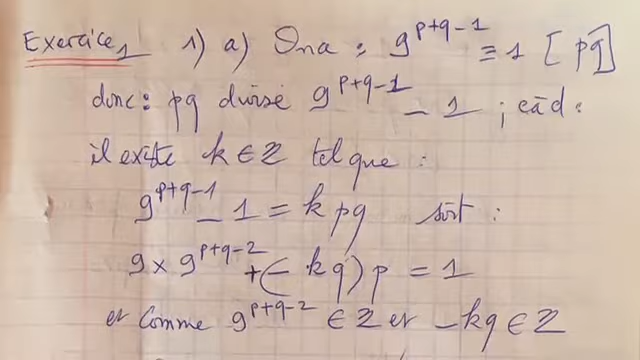 Exercice 1 1) a) Ona : 9^{p+q-1} ≡ 1 [pq]
donc : pq divise 9^{p+q-1} - 1 ; càd :
il existe k ∈ ℤ tel que :
9^{p+q-1} - 1 = kpq soit :
9 × 9^{p+q-2} + (-kq)p = 1
et comme 9^{p+q-2} ∈ ℤ et -kq ∈ ℤ